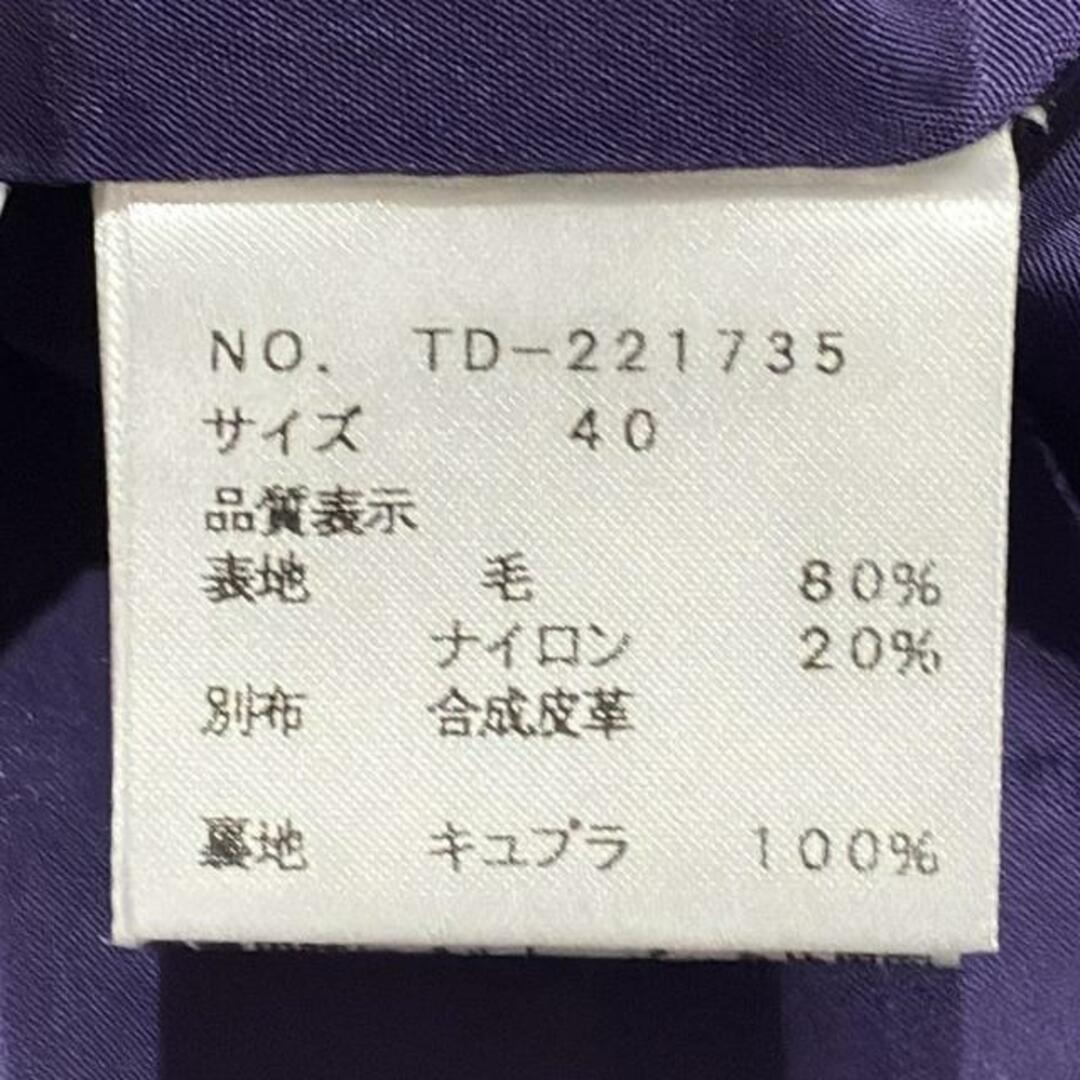 NO. TD-221735
サイズ 40
品質表示
表地 毛 80%
ナイロン 20%
別布 合成皮革
裏地 キュプラ 100%